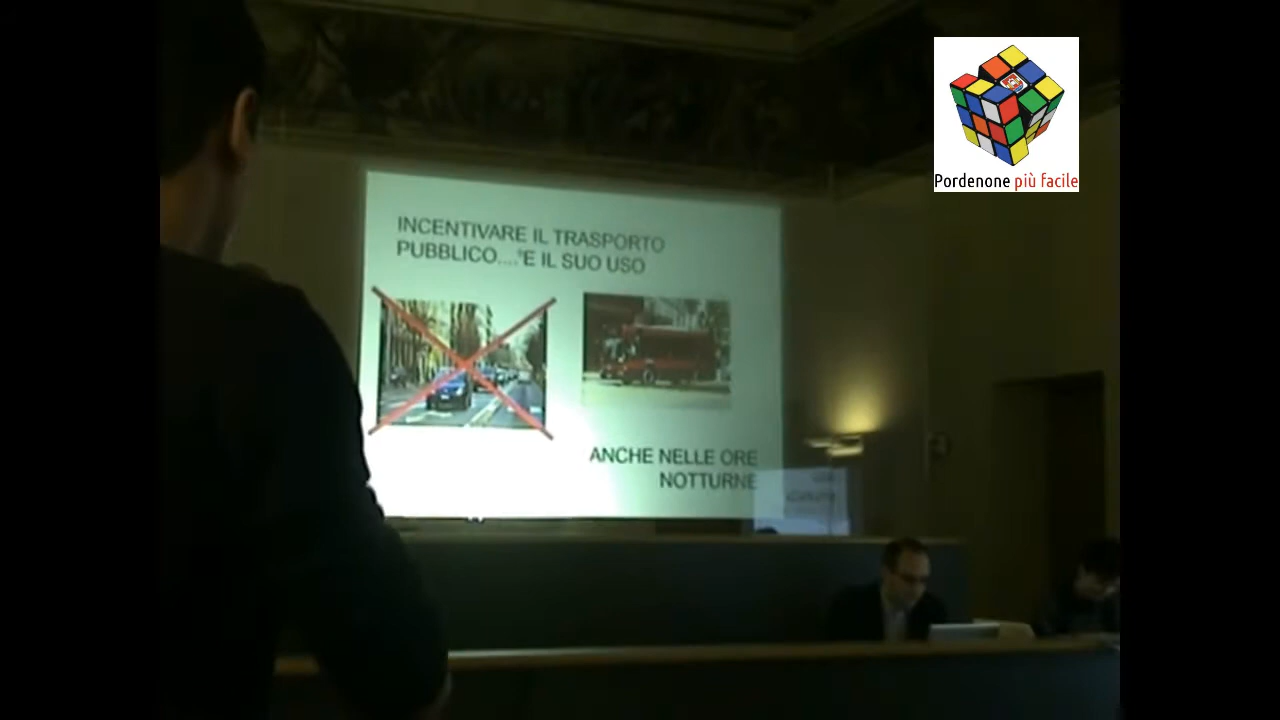 Pordenone più facile
INCENTIVARE IL TRASPORTO
PUBBLICO....'E IL SUO USO
ANCHE NELLE ORE
NOTTURNE